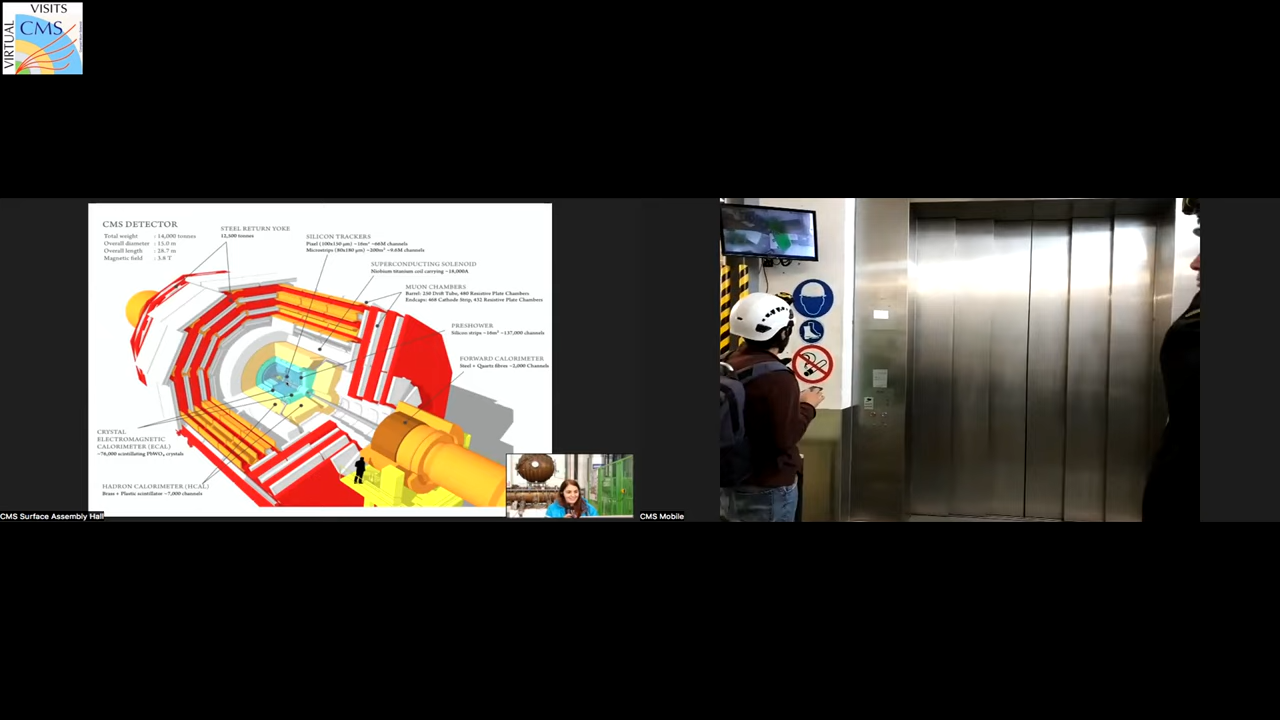 VISITS
VIRTUAL
CMS
CMS DETECTOR
Total weight : 14,000 tonnes
Overall diameter : 15.0 m
Overall length : 28.7 m
Magnetic field : 3.8 T
STEEL RETURN YOKE
12,500 tonnes
SILICON TRACKERS
Pixel (100x150 μm) ~16m² ~66M channels
Microstrips (80x180 μm) ~200m² ~9.6M channels
SUPERCONDUCTING SOLENOID
Niobium titanium coil carrying ~18,000A
MUON CHAMBERS
Barrel: 250 Drift Tube, 480 Resistive Plate Chambers
Endcaps: 468 Cathode Strip, 432 Resistive Plate Chambers
PRESHOWER
Silicon strips ~16m² ~137,000 channels
FORWARD CALORIMETER
Steel + Quartz fibres ~2,000 Channels
CRYSTAL
ELECTROMAGNETIC
CALORIMETER (ECAL)
~76,000 scintillating PbWO₄ crystals
HADRON CALORIMETER (HCAL)
Brass + Plastic scintillator ~7,000 channels
CMS Surface Assembly Hall
CMS Mobile